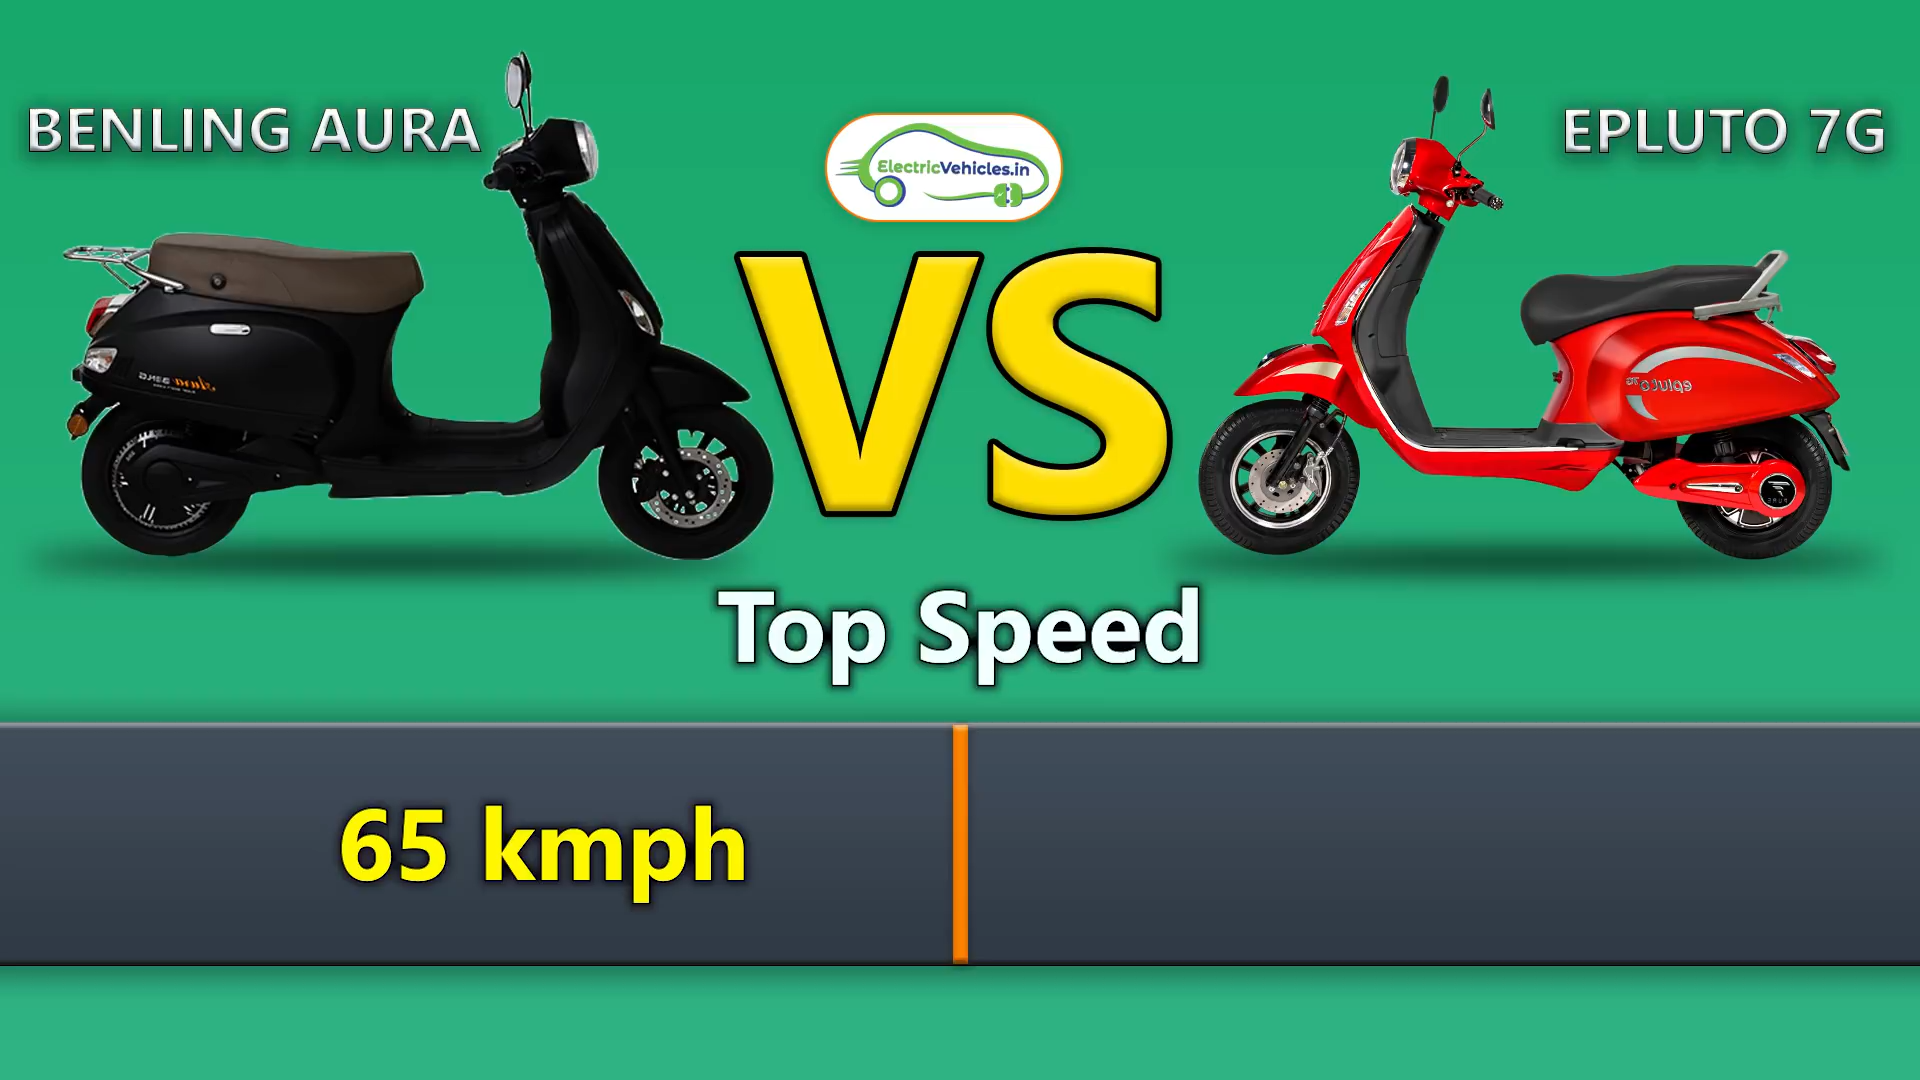 BENLING AURA
EPLUTO 7G
ElectricVehicles.in
VS
Top Speed
65 kmph